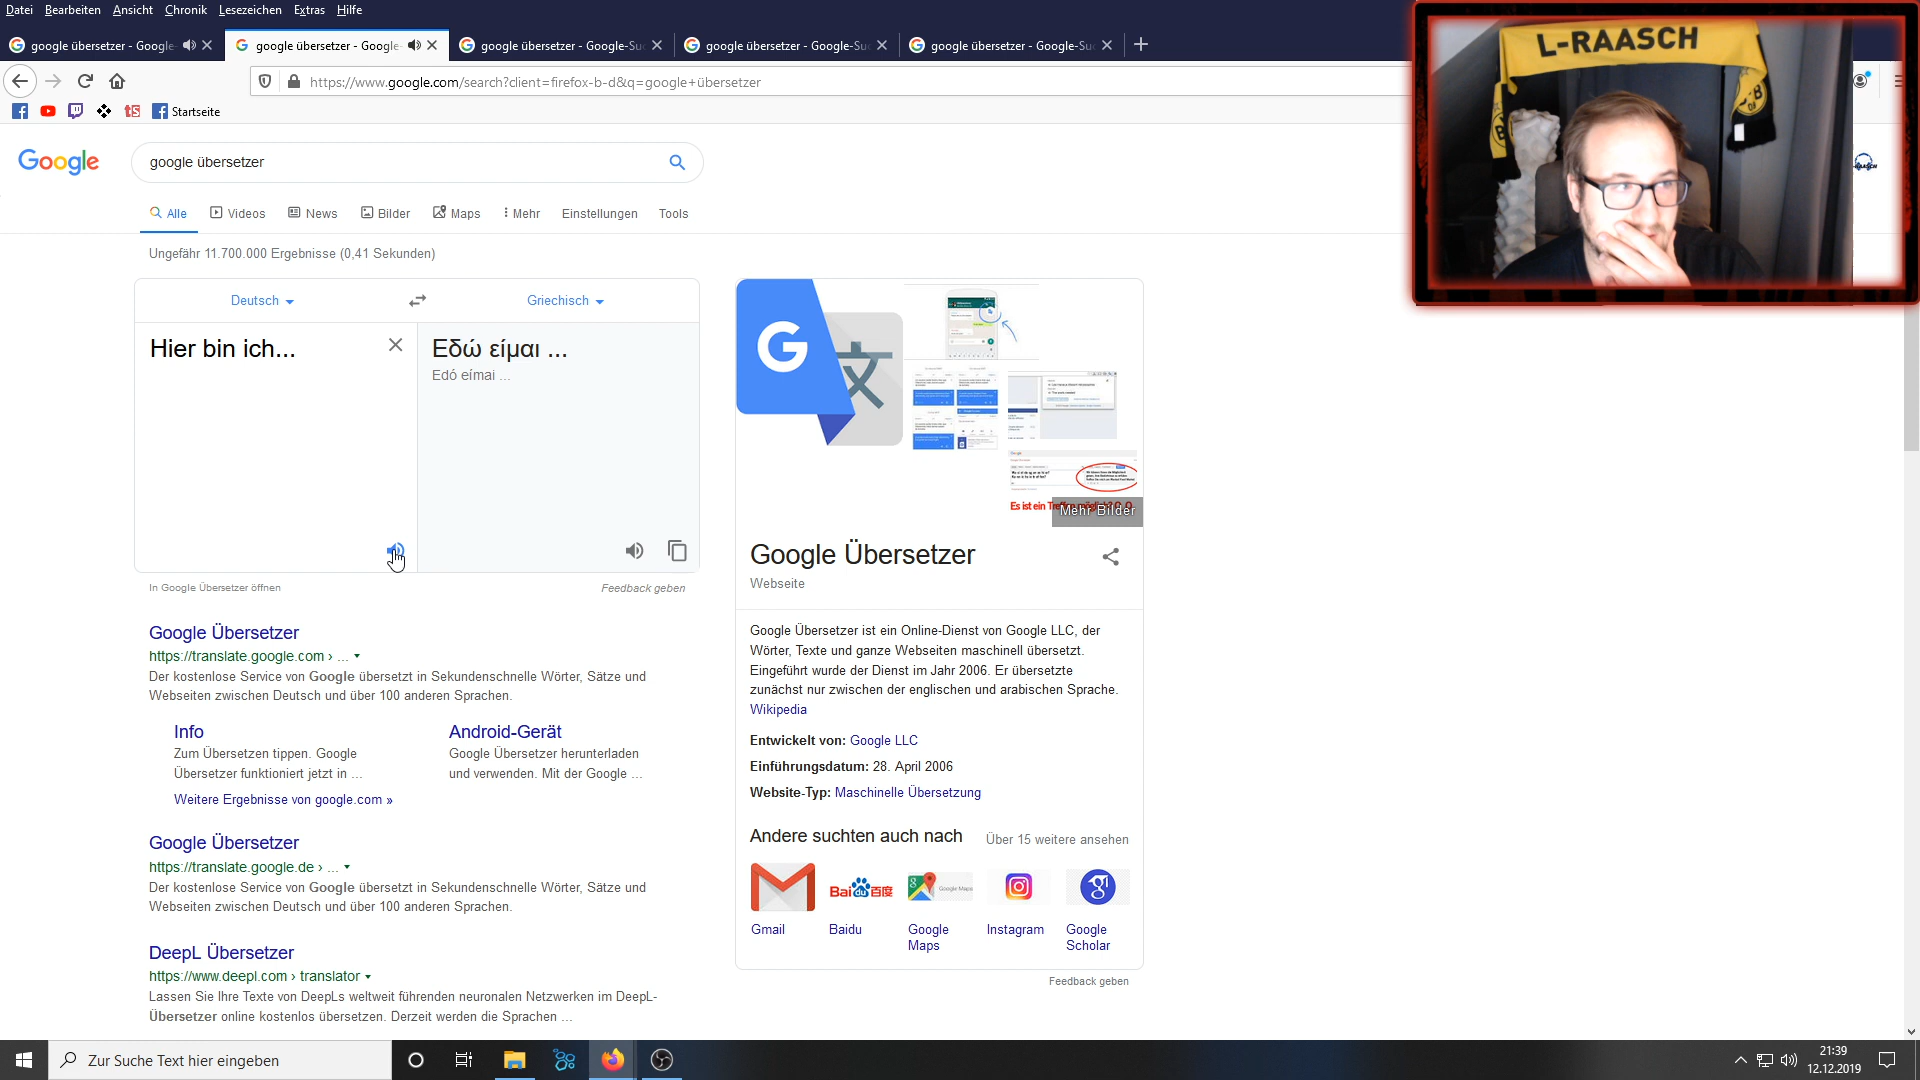 Datei Bearbeiten Ansicht Chronik Lesezeichen Extras Hilfe
google übersetzer - Google- google übersetzer - Google- google übersetzer - Google-Su google übersetzer - Google-Su google übersetzer - Google-Su
https://www.google.com/search?client=firefox-b-d&q=google+übersetzer
Startseite
L-RAASCH
Google
google übersetzer
Alle Videos News Bilder Maps Mehr Einstellungen Tools
Ungefähr 11.700.000 Ergebnisse (0,41 Sekunden)
Deutsch Griechisch
Hier bin ich...
Εδώ είμαι ...
Edó eímai ...
In Google Übersetzer öffnen Feedback geben
Google Übersetzer
https://translate.google.com › ...
Der kostenlose Service von Google übersetzt in Sekundenschnelle Wörter, Sätze und
Webseiten zwischen Deutsch und über 100 anderen Sprachen.
Info
Zum Übersetzen tippen. Google
Übersetzer funktioniert jetzt in ...
Android-Gerät
Google Übersetzer herunterladen
und verwenden. Mit der Google ...
Weitere Ergebnisse von google.com »
Google Übersetzer
https://translate.google.de › ...
Der kostenlose Service von Google übersetzt in Sekundenschnelle Wörter, Sätze und
Webseiten zwischen Deutsch und über 100 anderen Sprachen.
DeepL Übersetzer
https://www.deepl.com › translator
Lassen Sie Ihre Texte von DeepLs weltweit führenden neuronalen Netzwerken im DeepL-
Übersetzer online kostenlos übersetzen. Derzeit werden die Sprachen ...
Es ist ein
Mehr Bilder
Google Übersetzer
Webseite
Google Übersetzer ist ein Online-Dienst von Google LLC, der
Wörter, Texte und ganze Webseiten maschinell übersetzt.
Eingeführt wurde der Dienst im Jahr 2006. Er übersetzte
zunächst nur zwischen der englischen und arabischen Sprache.
Wikipedia
Entwickelt von: Google LLC
Einführungsdatum: 28. April 2006
Website-Typ: Maschinelle Übersetzung
Andere suchten auch nach Über 15 weitere ansehen
Baidu百度
Google Maps
Gmail Baidu Google Maps Instagram Google Scholar
Feedback geben
Zur Suche Text hier eingeben
21:39
12.12.2019